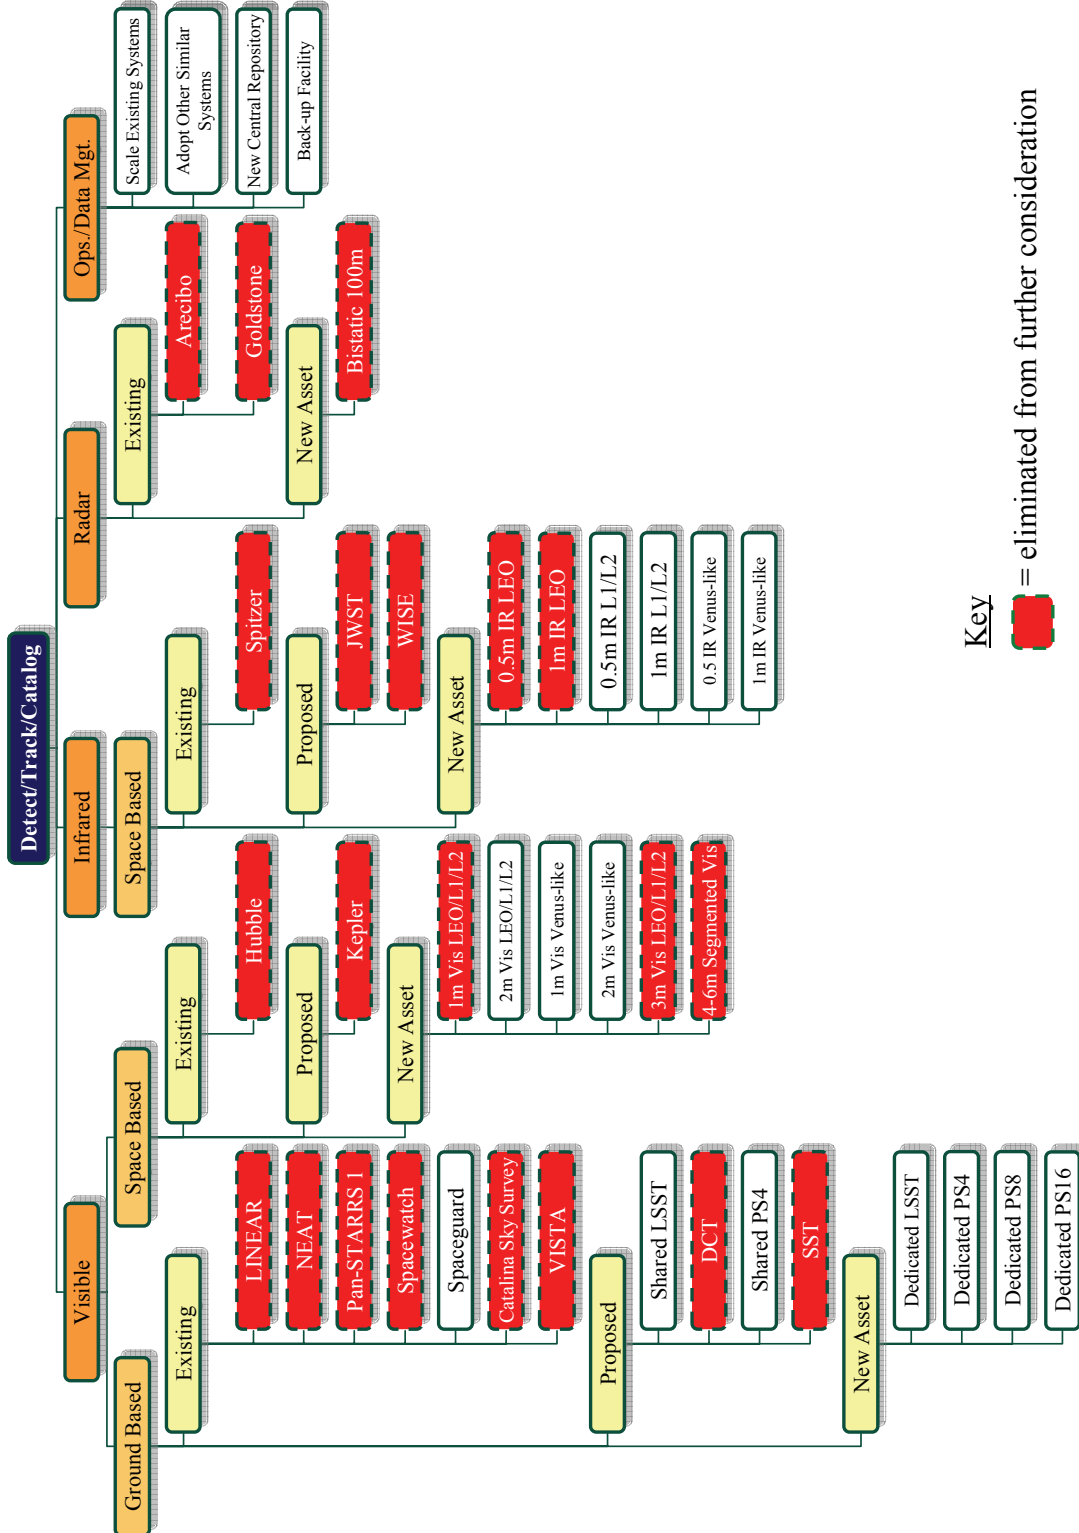 Detect/Track/Catalog
Visible
Ground Based
Existing
LINEAR
NEAT
Pan-STARRS 1
Spacewatch
Spaceguard
Catalina Sky Survey
VISTA
Proposed
Shared LSST
DCT
Shared PS4
SST
New Asset
Dedicated LSST
Dedicated PS4
Dedicated PS8
Dedicated PS16
Space Based
Existing
Hubble
Proposed
Kepler
New Asset
1m Vis LEO/L1/L2
2m Vis LEO/L1/L2
1m Vis Venus-like
2m Vis Venus-like
3m Vis LEO/L1/L2
4-6m Segmented Vis
Infrared
Space Based
Existing
Spitzer
Proposed
JWST
WISE
New Asset
0.5m IR LEO
1m IR LEO
0.5m IR L1/L2
1m IR L1/L2
0.5 IR Venus-like
1m IR Venus-like
Radar
Existing
Arecibo
Goldstone
New Asset
Bistatic 100m
Ops./Data Mgt.
Scale Existing Systems
Adopt Other Similar
Systems
New Central Repository
Back-up Facility
Key
= eliminated from further consideration